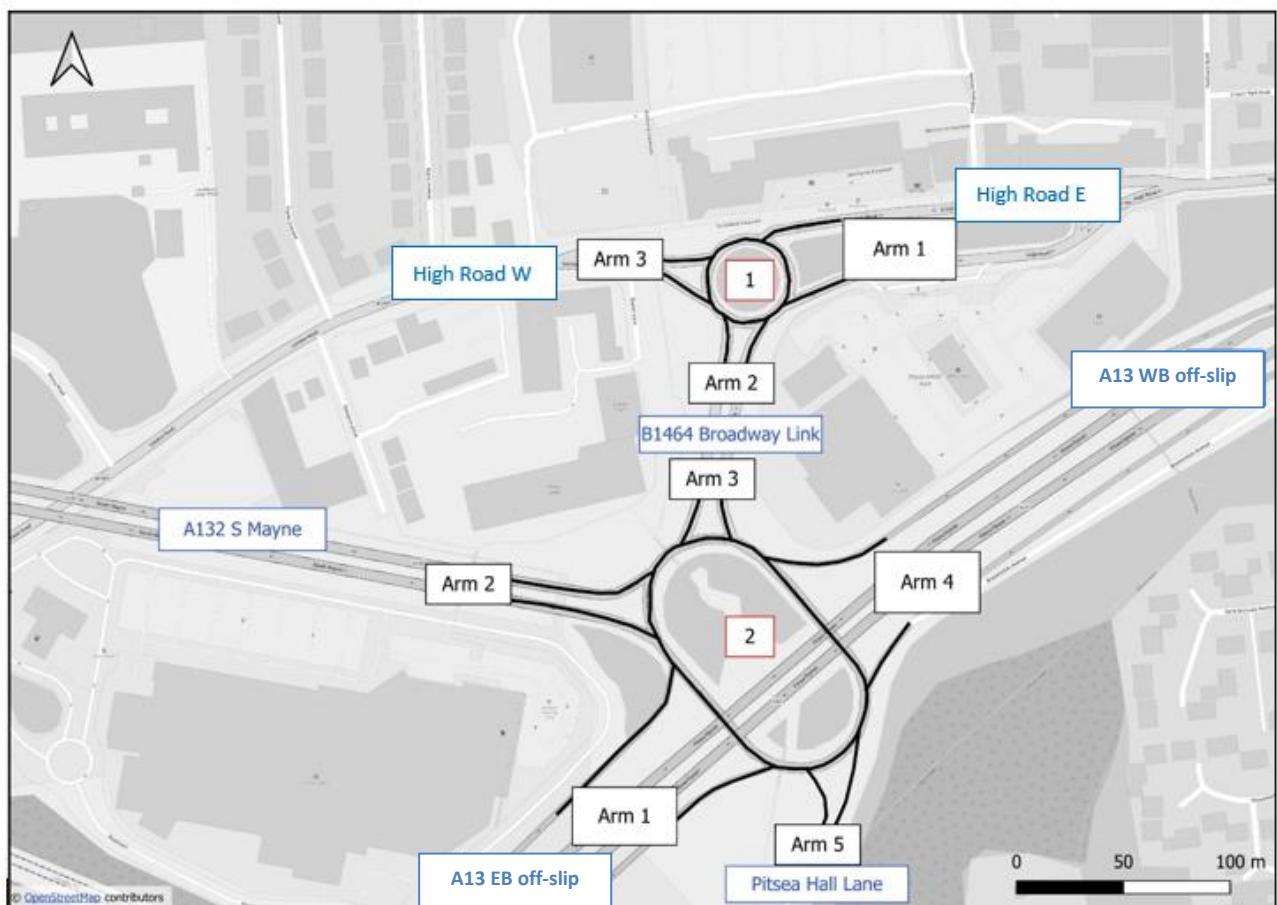 High Road E
Arm 1
Arm 3
High Road W
1
Arm 2
A13 WB off-slip
B1464 Broadway Link
Arm 3
A132 S Mayne
Arm 2
Arm 4
2
Arm 1
Arm 5
A13 EB off-slip
Pitsea Hall Lane
0 50 100 m
© OpenStreetMap contributors